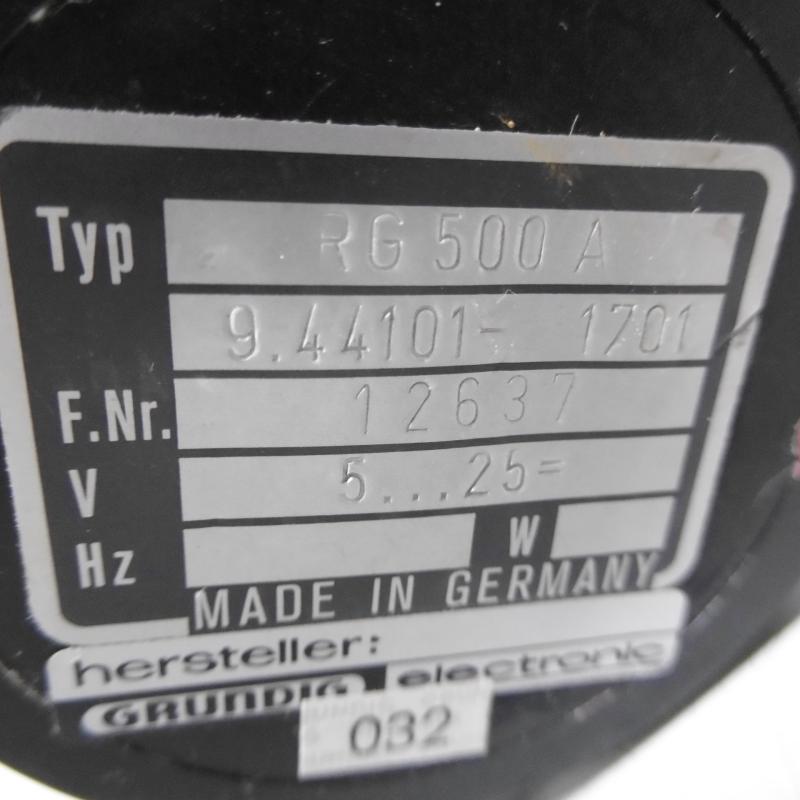 Typ RG 500 A
9.44101- 1701
F.Nr. 12637
V 5...25=
Hz W
MADE IN GERMANY
hersteller:
GRUNDIG electronic
032